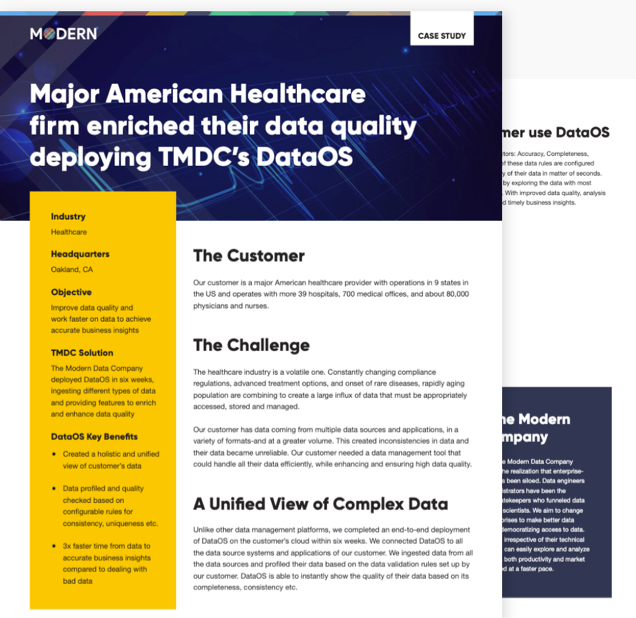 MODERN
CASE STUDY
Major American Healthcare
firm enriched their data quality
deploying TMDC's DataOS
Industry
Healthcare
Headquarters
Oakland, CA
Objective
Improve data quality and
work faster on data to achieve
accurate business insights
TMDC Solution
The Modern Data Company
deployed DataOS in six weeks,
ingesting different types of data
and providing features to enrich
and enhance data quality
DataOS Key Benefits
• Created a holistic and unified
view of customer's data
• Data profiled and quality
checked based on
configurable rules for
consistency, uniqueness etc.
• 3x faster time from data to
accurate business insights
compared to dealing with
bad data
The Customer
Our customer is a major American healthcare provider with operations in 9 states in
the US and operates with more 39 hospitals, 700 medical offices, and about 80,000
physicians and nurses.
The Challenge
The healthcare industry is a volatile one. Constantly changing compliance
regulations, advanced treatment options, and onset of rare diseases, rapidly aging
population are combining to create a large influx of data that must be appropriately
accessed, stored and managed.
Our customer has data coming from multiple data sources and applications, in a
variety of formats-and at a greater volume. This created inconsistencies in data and
their data became unreliable. Our customer needed a data management tool that
could handle all their data efficiently, while enhancing and ensuring high data quality.
A Unified View of Complex Data
Unlike other data management platforms, we completed an end-to-end deployment
of DataOS on the customer's cloud within six weeks. We connected DataOS to all
the data source systems and applications of our customer. We ingested data from all
the data sources and profiled their data based on the data validation rules set up by
our customer. DataOS is able to instantly show the quality of their data based on its
completeness, consistency etc.
use DataOS
Accuracy, Completeness,
of these data rules are configured
of their data in matter of seconds.
by exploring the data with most
With improved data quality, analysis
timely business insights.
Modern
Modern Data Company
the realization that enterprise-
been siloed. Data engineers
have been the
who funneled data
scientists. We aim to change
to make better data
access to data.
irrespective of their technical
can easily explore and analyze
both productivity and market
at a faster pace.